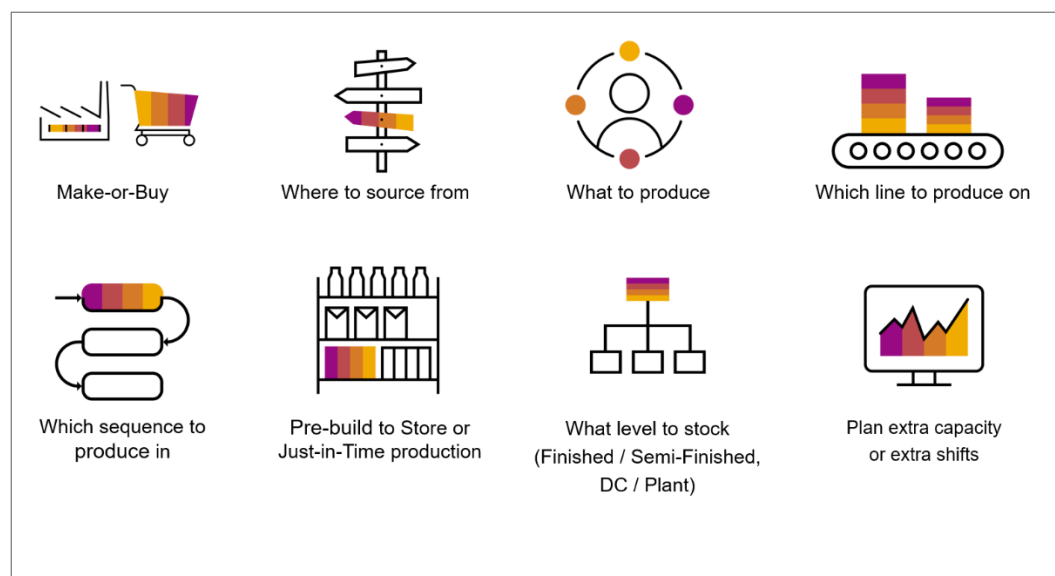 Make-or-Buy
Where to source from
What to produce
Which line to produce on
Which sequence to
produce in
Pre-build to Store or
Just-in-Time production
What level to stock
(Finished / Semi-Finished,
DC / Plant)
Plan extra capacity
or extra shifts